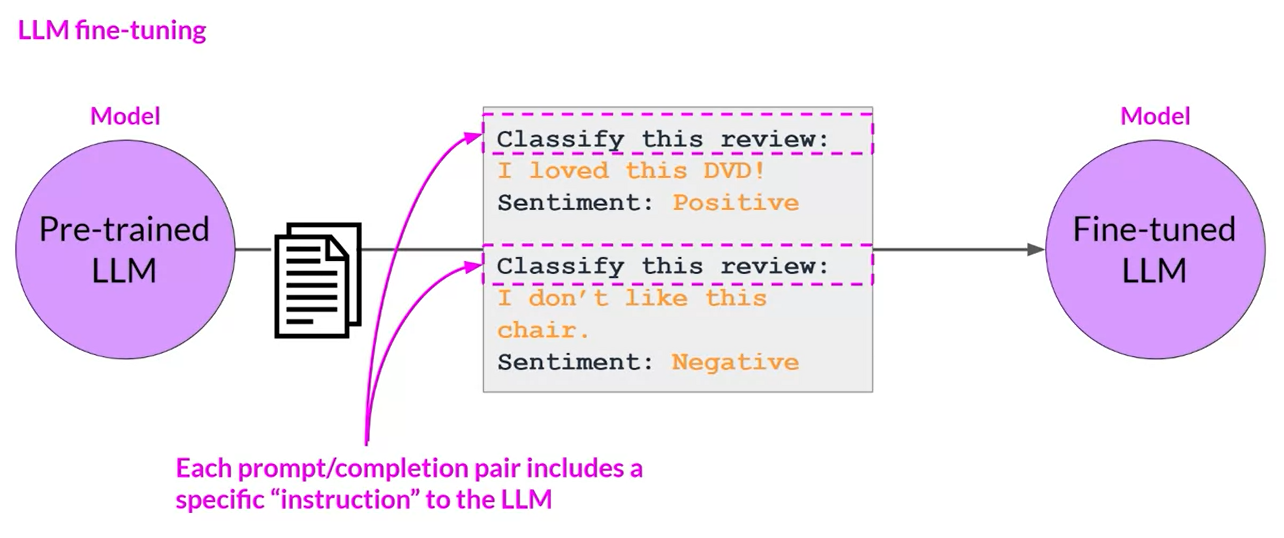 LLM fine-tuning
Model
Pre-trained
LLM
Classify this review:
I loved this DVD!
Sentiment: Positive
Classify this review:
I don’t like this
chair.
Sentiment: Negative
Model
Fine-tuned
LLM
Each prompt/completion pair includes a
specific “instruction” to the LLM